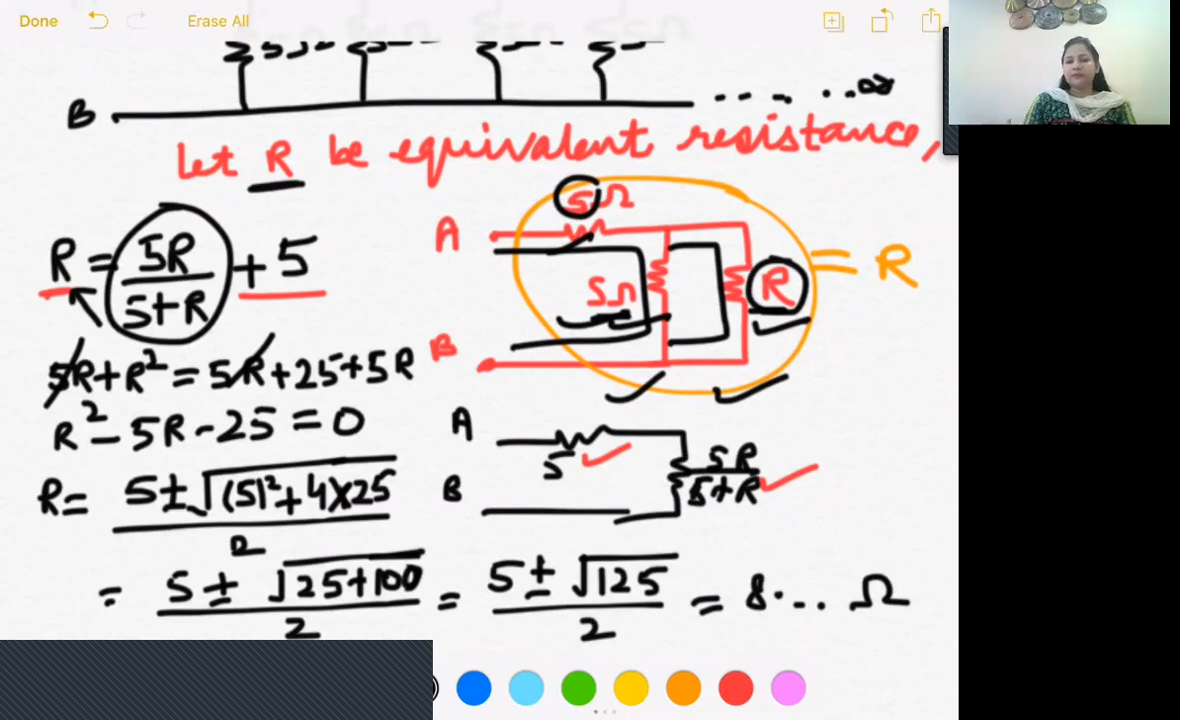 Done
Erase All
B ... ... ∞
Let R be equivalent resistance,
5Ω
A
R = 5R/(5+R) + 5
5Ω
R
= R
B
5R + R² = 5R + 25 + 5R
R² - 5R - 25 = 0
A
5
5R/(5+R)
B
R = (5 ± √((5)² + 4×25))/2
= (5 ± √(25+100))/2 = (5 ± √125)/2 = 8... Ω